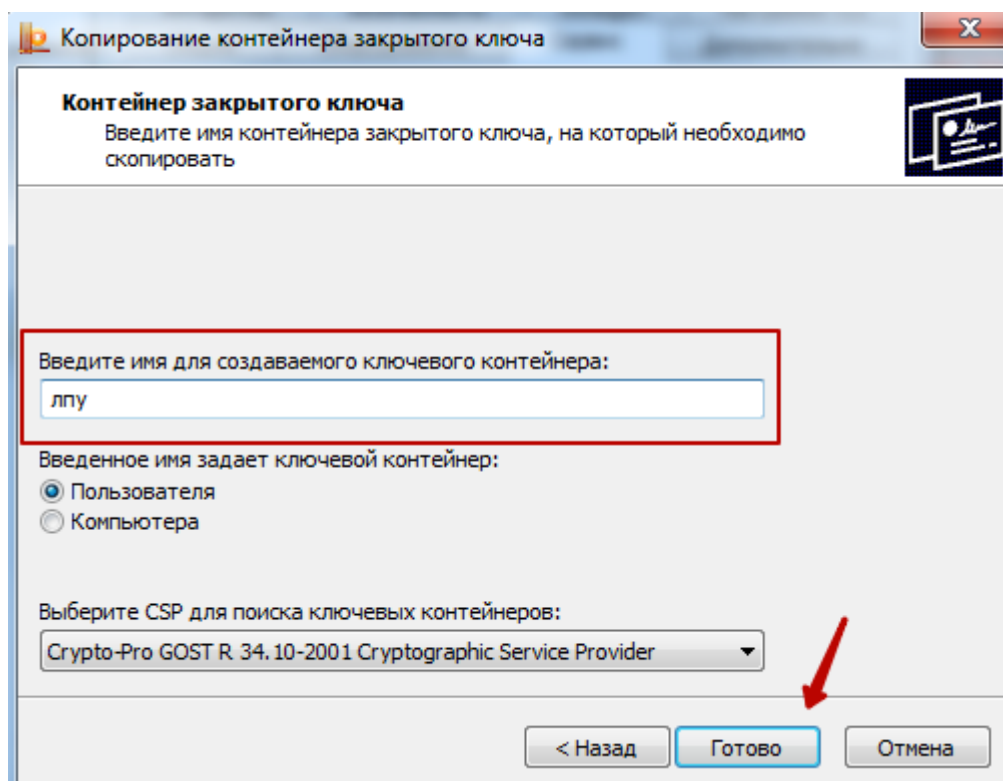 Копирование контейнера закрытого ключа
Контейнер закрытого ключа
Введите имя контейнера закрытого ключа, на который необходимо
скопировать
Введите имя для создаваемого ключевого контейнера:
лпу
Введенное имя задает ключевой контейнер:
Пользователя
Компьютера
Выберите CSP для поиска ключевых контейнеров:
Crypto-Pro GOST R 34.10-2001 Cryptographic Service Provider
< Назад Готово Отмена